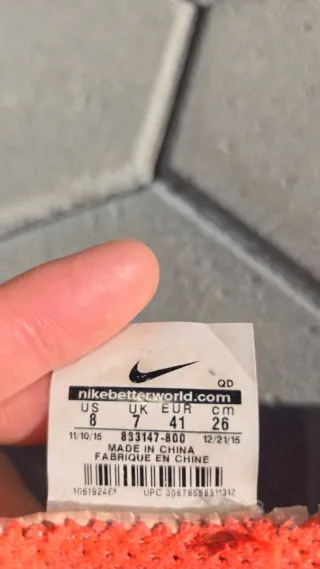 QD
nikebetterworld.com
US UK EUR cm
8 7 41 26
11/10/15 833147-800 12/21/15
MADE IN CHINA
FABRIQUE EN CHINE
UPC